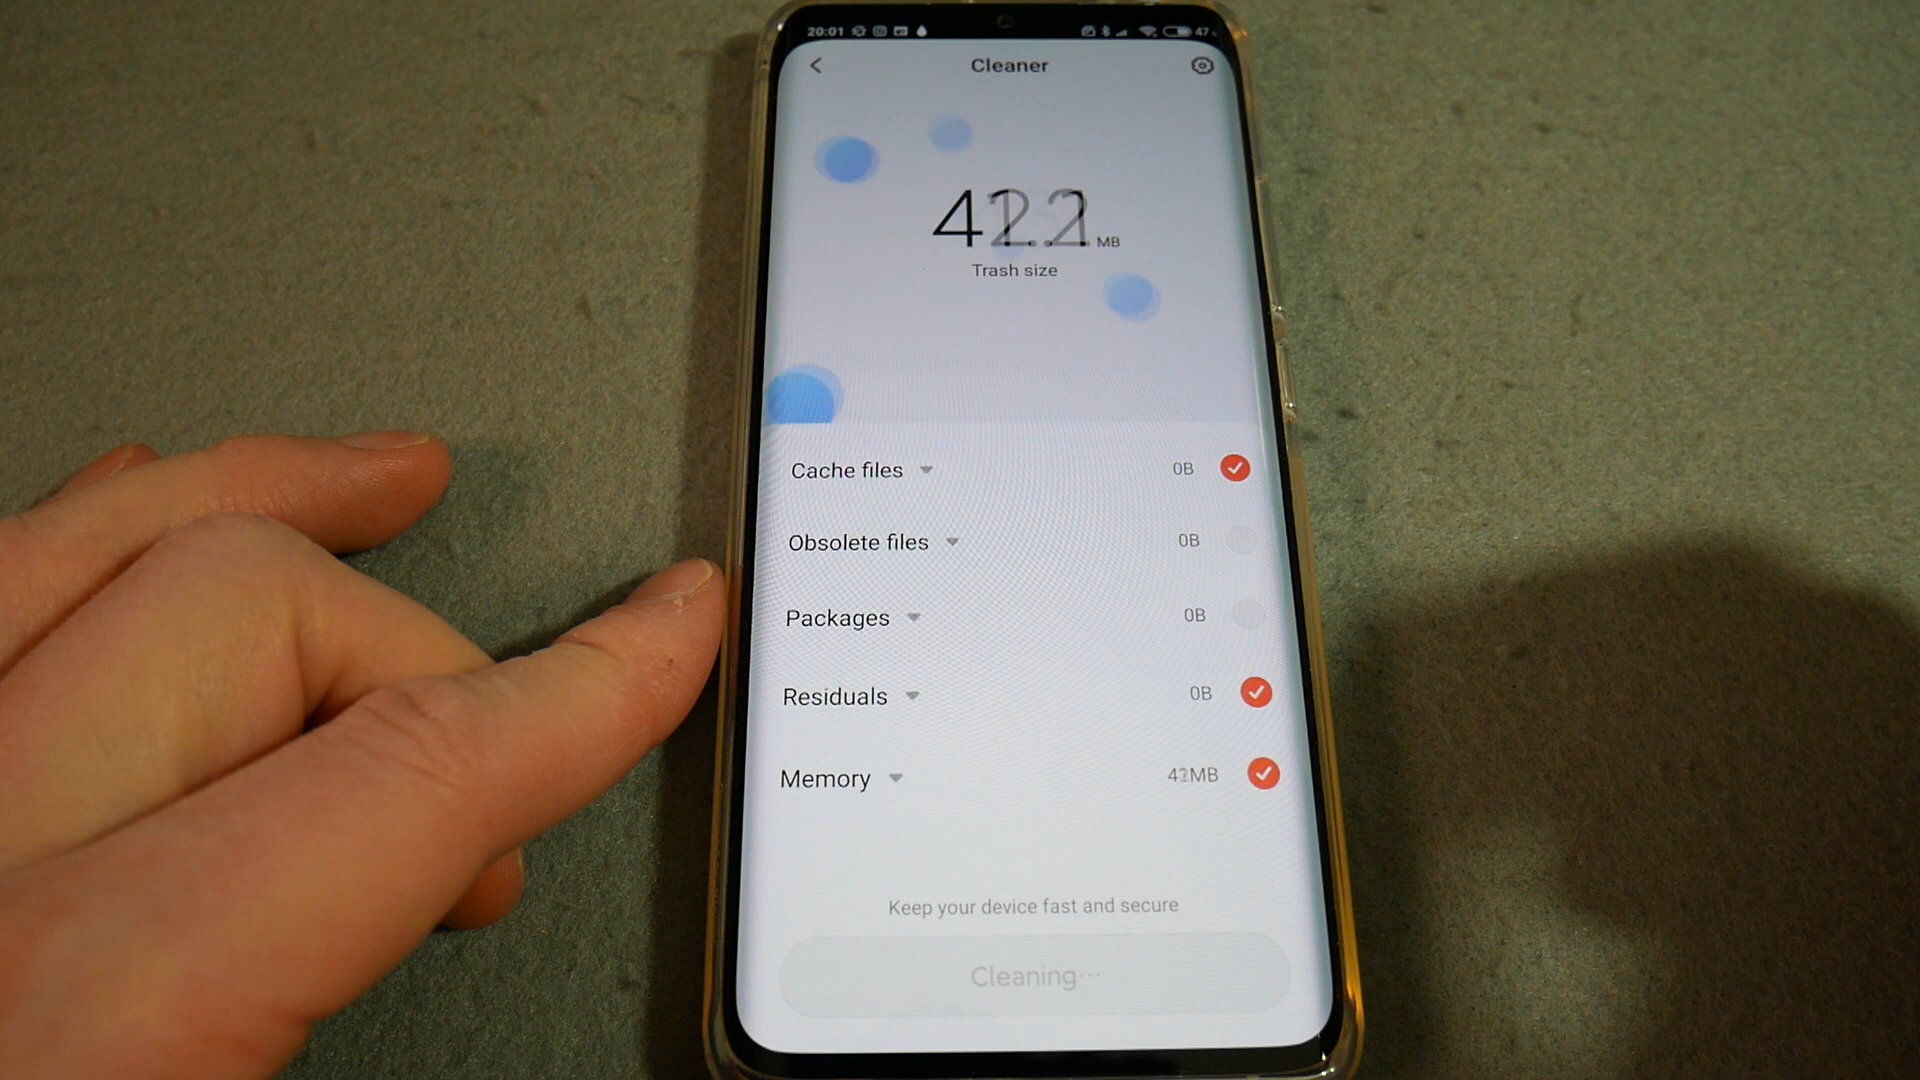 20:01 47
Cleaner
MB
Trash size
Cache files 0B
Obsolete files 0B
Packages 0B
Residuals 0B
Memory
Keep your device fast and secure
Cleaning···